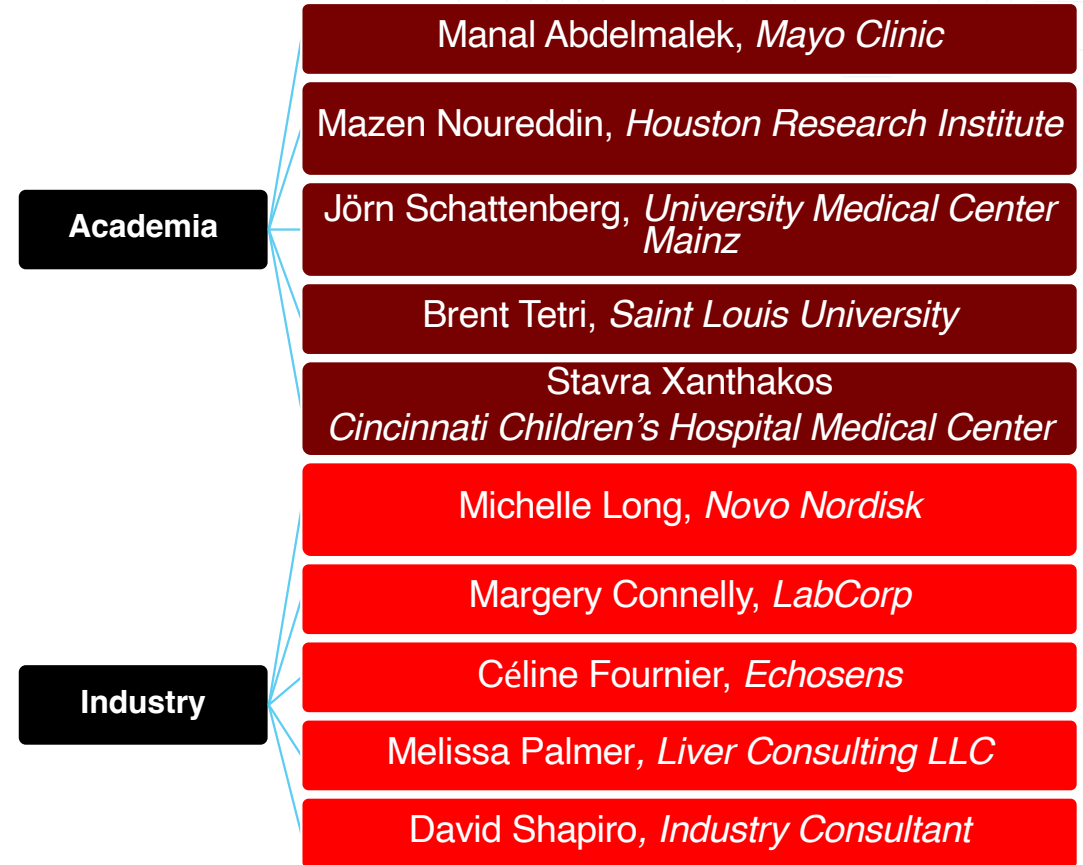 Academia
Manal Abdelmalek, Mayo Clinic
Mazen Noureddin, Houston Research Institute
Jörn Schattenberg, University Medical Center
Mainz
Brent Tetri, Saint Louis University
Stavra Xanthakos
Cincinnati Children’s Hospital Medical Center
Industry
Michelle Long, Novo Nordisk
Margery Connelly, LabCorp
Céline Fournier, Echosens
Melissa Palmer, Liver Consulting LLC
David Shapiro, Industry Consultant